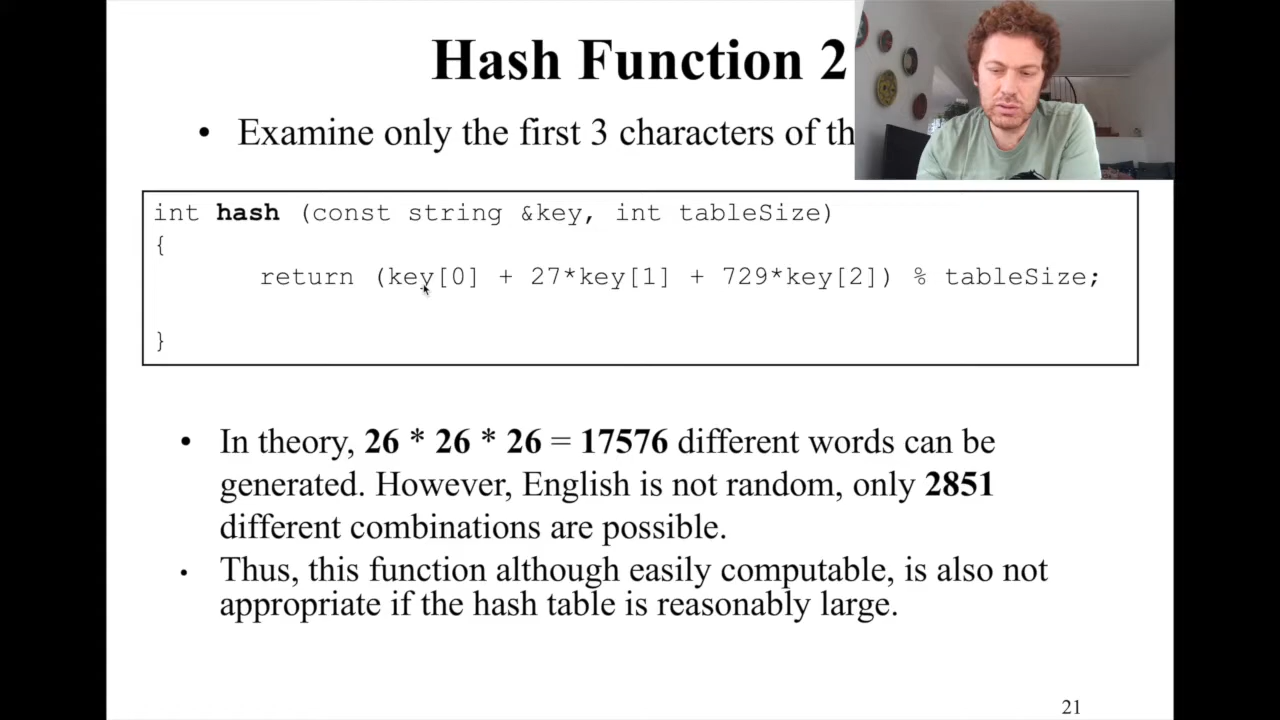 Hash Function 2
• Examine only the first 3 characters of th
int hash (const string &key, int tableSize)
{
return (key[0] + 27*key[1] + 729*key[2]) % tableSize;
}
• In theory, 26 * 26 * 26 = 17576 different words can be
generated. However, English is not random, only 2851
different combinations are possible.
• Thus, this function although easily computable, is also not
appropriate if the hash table is reasonably large.
21